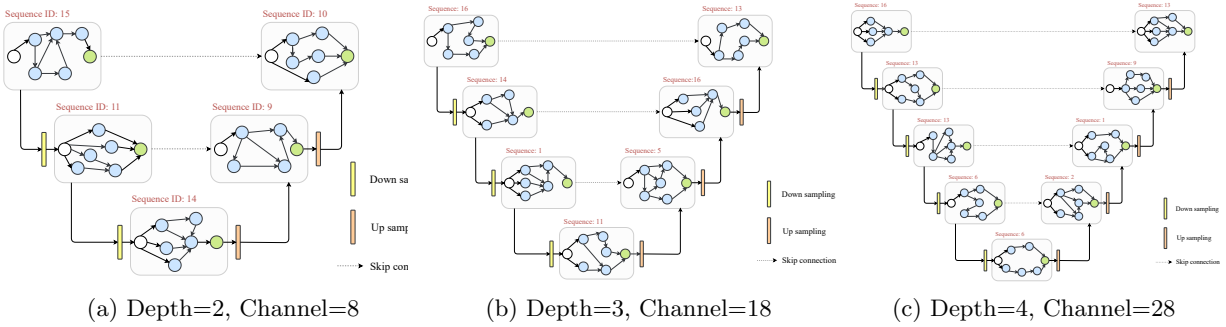 Sequence ID: 15
Sequence ID: 10
Sequence ID: 11
Sequence ID: 9
Sequence ID: 14
Down sa
Up samp
Skip conn
(a) Depth=2, Channel=8
Sequence: 16
Sequence: 13
Sequence: 14
Sequence:16
Sequence: 1
Sequence: 5
Sequence: 11
Down sampling
Up sampling
Skip connection
(b) Depth=3, Channel=18
Sequence: 16
Sequence: 13
Sequence: 13
Sequence: 9
Sequence: 13
Sequence: 1
Sequence: 6
Sequence: 2
Sequence: 6
Down sampling
Up sampling
Skip connection
(c) Depth=4, Channel=28